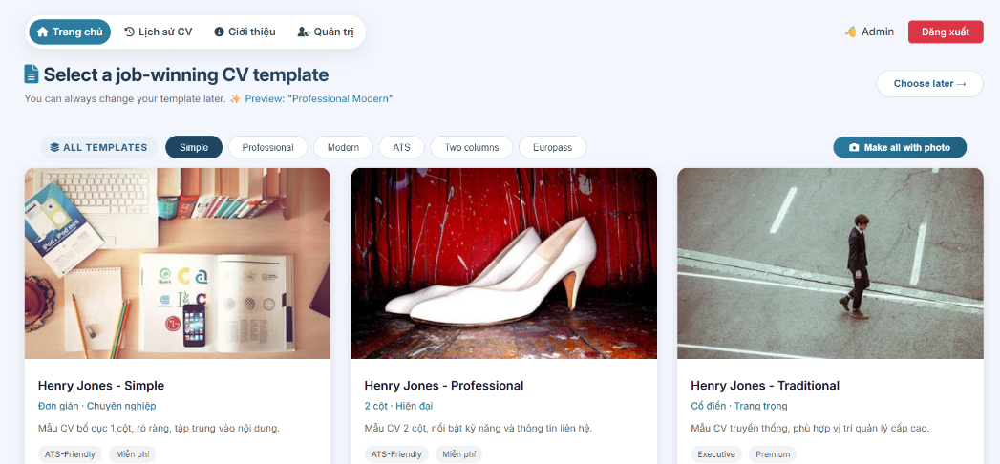 Trang chủ Lịch sử CV Giới thiệu Quản trị
Admin Đăng xuất
Select a job-winning CV template
You can always change your template later. ✨ Preview: "Professional Modern"
Choose later →
ALL TEMPLATES Simple Professional Modern ATS Two columns Europass
Make all with photo
iPod mini
Henry Jones - Simple
Đơn giản · Chuyên nghiệp
Mẫu CV bố cục 1 cột, rõ ràng, tập trung vào nội dung.
ATS-Friendly Miễn phí
Henry Jones - Professional
2 cột · Hiện đại
Mẫu CV 2 cột, nổi bật kỹ năng và thông tin liên hệ.
ATS-Friendly Miễn phí
Henry Jones - Traditional
Cổ điển · Trang trọng
Mẫu CV truyền thống, phù hợp vị trí quản lý cấp cao.
Executive Premium